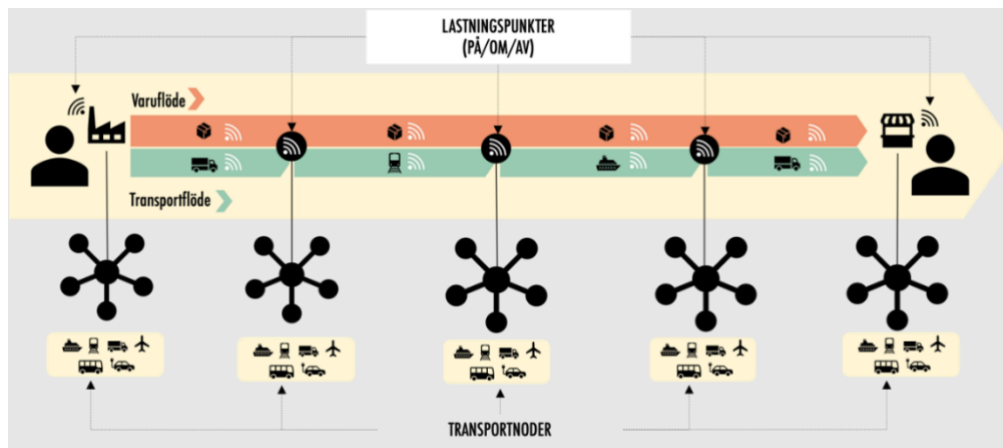 LASTNINGSPUNKTER
(PÅ/OM/AV)
Varuflöde
Transportflöde
TRANSPORTNODER